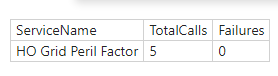 ServiceName TotalCalls Failures
HO Grid Peril Factor 5 0